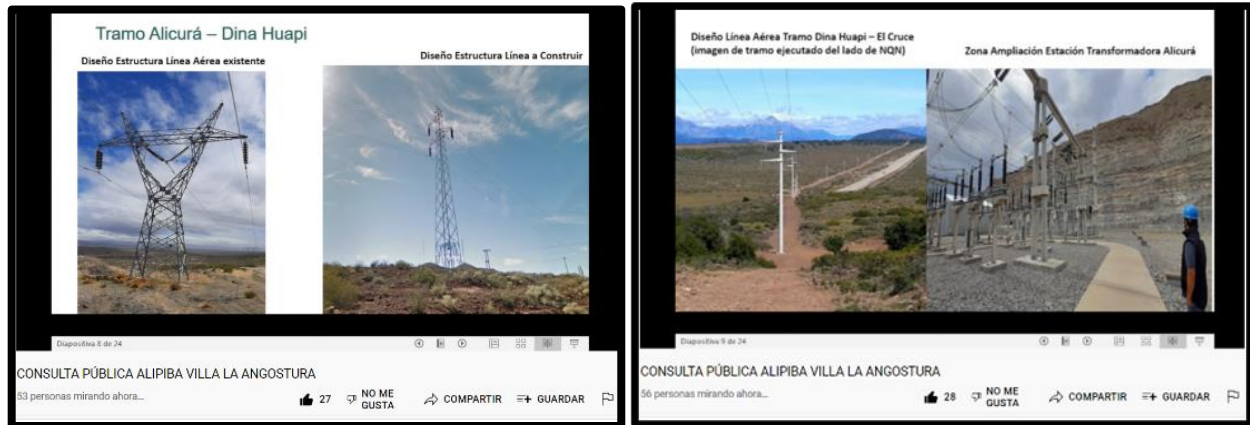 Tramo Alicurá – Dina Huapi
Diseño Estructura Línea Aérea existente
Diseño Estructura Línea a Construir
Diapositiva 8 de 24
CONSULTA PÚBLICA ALIPIBA VILLA LA ANGOSTURA
53 personas mirando ahora...
27
NO ME
GUSTA
COMPARTIR
GUARDAR
Diseño Línea Aérea Tramo Dina Huapi – El Cruce
(imagen de tramo ejecutado del lado de NQN)
Zona Ampliación Estación Transformadora Alicurá
Diapositiva 9 de 24
CONSULTA PÚBLICA ALIPIBA VILLA LA ANGOSTURA
56 personas mirando ahora...
28
NO ME
GUSTA
COMPARTIR
GUARDAR